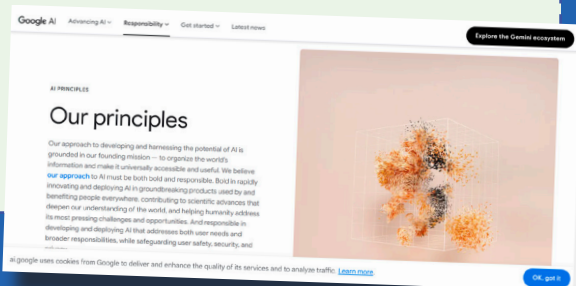 Google AI
Advancing AI
Responsibility
Get started
Latest news
Explore the Gemini ecosystem
AI PRINCIPLES
Our principles
Our approach to developing and harnessing the potential of AI is
grounded in our founding mission — to organize the world's
information and make it universally accessible and useful. We believe
our approach to AI must be both bold and responsible. Bold in rapidly
innovating and deploying AI in groundbreaking products used by and
benefiting people everywhere, contributing to scientific advances that
deepen our understanding of the world, and helping humanity address
its most pressing challenges and opportunities. And responsible in
developing and deploying AI that addresses both user needs and
broader responsibilities, while safeguarding user safety, security, and
ai.google uses cookies from Google to deliver and enhance the quality of its services and to analyze traffic. Learn more.
OK, got it